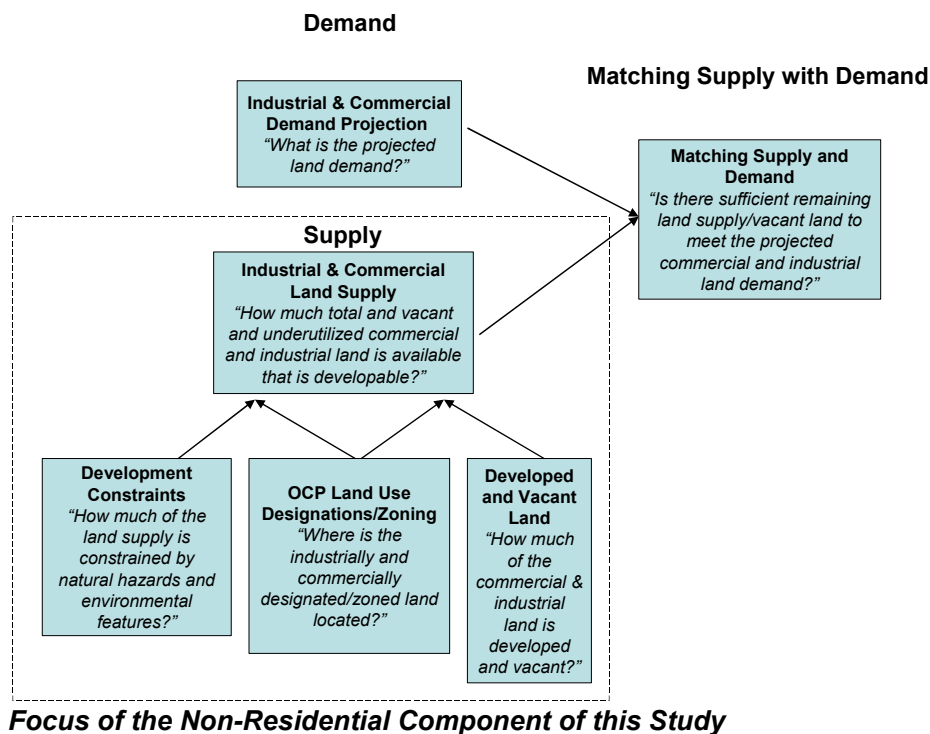 Demand
Matching Supply with Demand
Industrial & Commercial
Demand Projection
“What is the projected
land demand?”
Matching Supply and
Demand
“Is there sufficient remaining
land supply/vacant land to
meet the projected
commercial and industrial
land demand?”
Supply
Industrial & Commercial
Land Supply
“How much total and vacant
and underutilized commercial
and industrial land is available
that is developable?”
Development
Constraints
“How much of the
land supply is
constrained by
natural hazards and
environmental
features?”
OCP Land Use
Designations/Zoning
“Where is the
industrially and
commercially
designated/zoned land
located?”
Developed
and Vacant
Land
“How much
of the
commercial &
industrial
land is
developed
and vacant?”
Focus of the Non-Residential Component of this Study